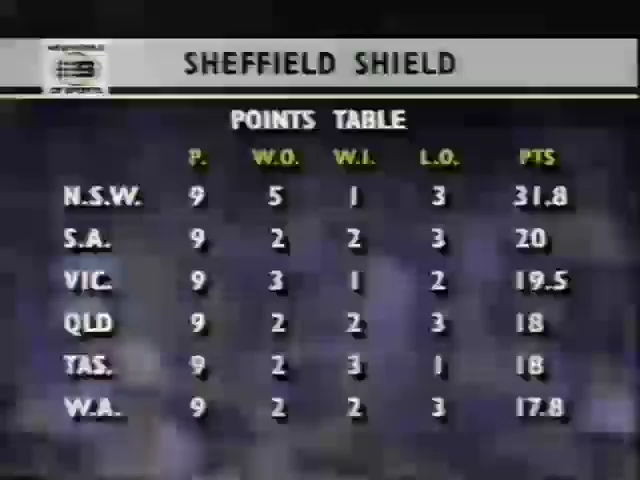 SHEFFIELD SHIELD
POINTS TABLE
P. W.O. W.I. L.O. PTS
N.S.W. 9 5 1 3 31.8
S.A. 9 2 2 3 20
VIC. 9 3 1 2 19.5
QLD 9 2 2 3 18
TAS. 9 2 3 1 18
W.A. 9 2 2 3 17.8